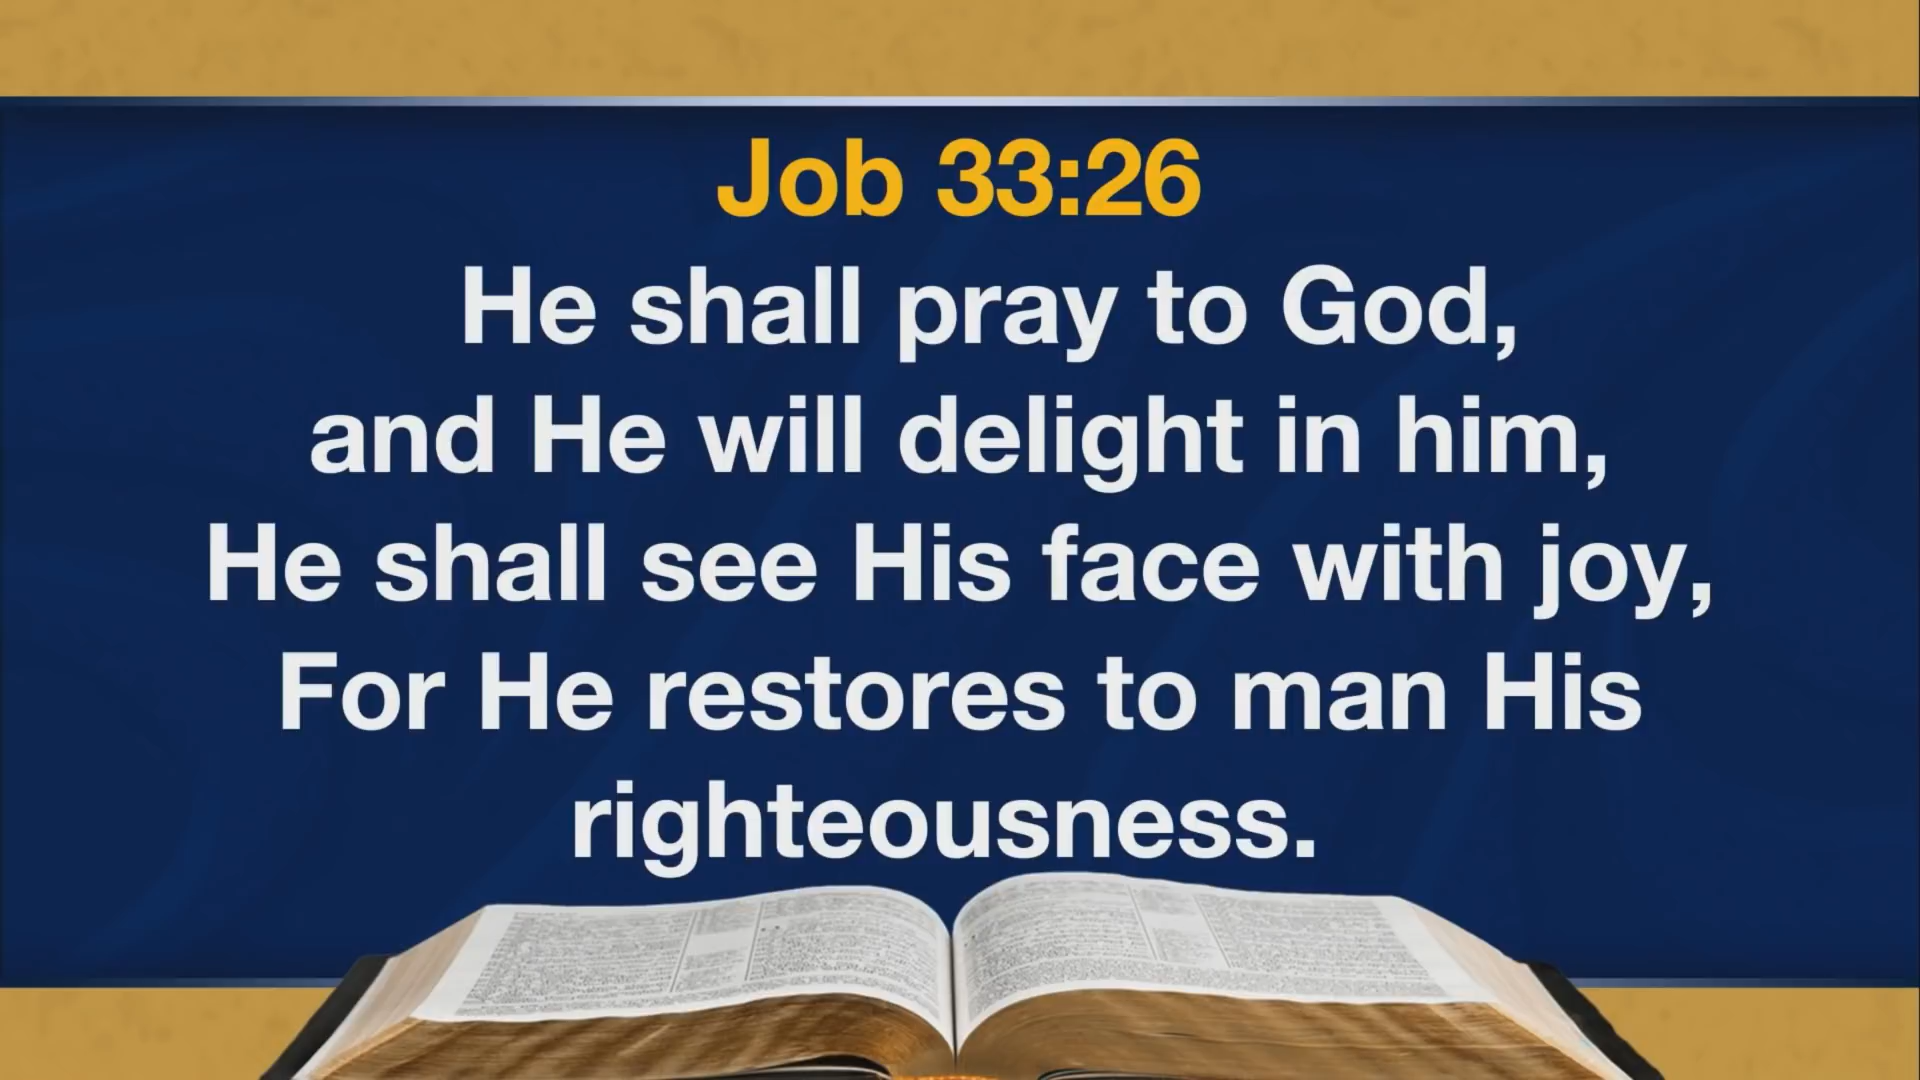 Job 33:26
He shall pray to God,
and He will delight in him,
He shall see His face with joy,
For He restores to man His
righteousness.